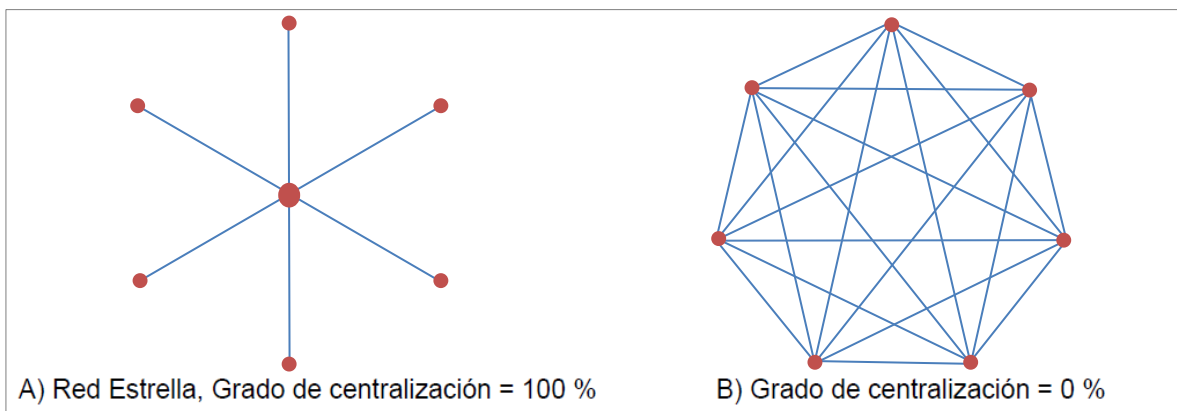 A) Red Estrella, Grado de centralización = 100 %
B) Grado de centralización = 0 %